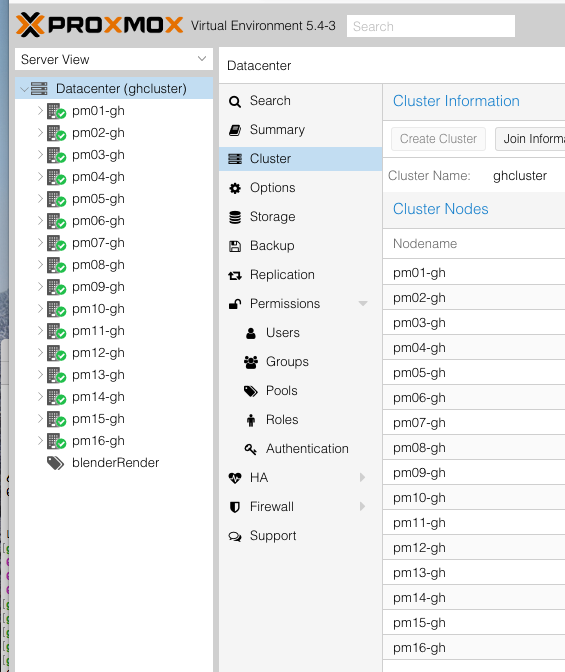 PROXMOX Virtual Environment 5.4-3 Search
Server View
Datacenter (ghcluster)
pm01-gh
pm02-gh
pm03-gh
pm04-gh
pm05-gh
pm06-gh
pm07-gh
pm08-gh
pm09-gh
pm10-gh
pm11-gh
pm12-gh
pm13-gh
pm14-gh
pm15-gh
pm16-gh
blenderRender
Datacenter
Search
Summary
Cluster
Options
Storage
Backup
Replication
Permissions
Users
Groups
Pools
Roles
Authentication
HA
Firewall
Support
Cluster Information
Create Cluster Join Informa
Cluster Name: ghcluster
Cluster Nodes
Nodename
pm01-gh
pm02-gh
pm03-gh
pm04-gh
pm05-gh
pm06-gh
pm07-gh
pm08-gh
pm09-gh
pm10-gh
pm11-gh
pm12-gh
pm13-gh
pm14-gh
pm15-gh
pm16-gh